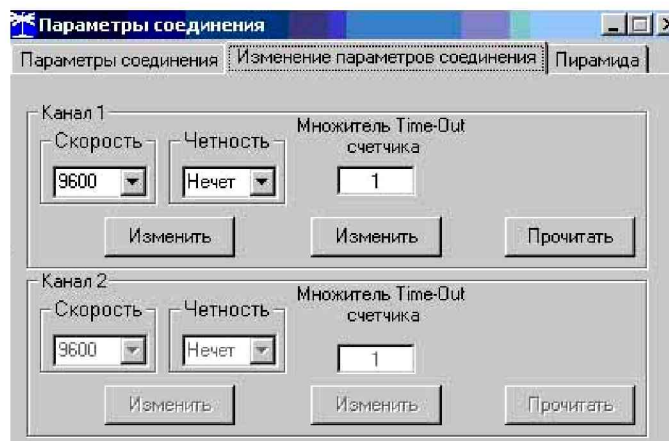 Параметры соединения
Параметры соединения Изменение параметров соединения Пирамида
Канал 1
Скорость Четность Множитель Time-Out
счетчика
9600 Нечет 1
Изменить Изменить Прочитать
Канал 2
Скорость Четность Множитель Time-Out
счетчика
9600 Нечет 1
Изменить Изменить Прочитать